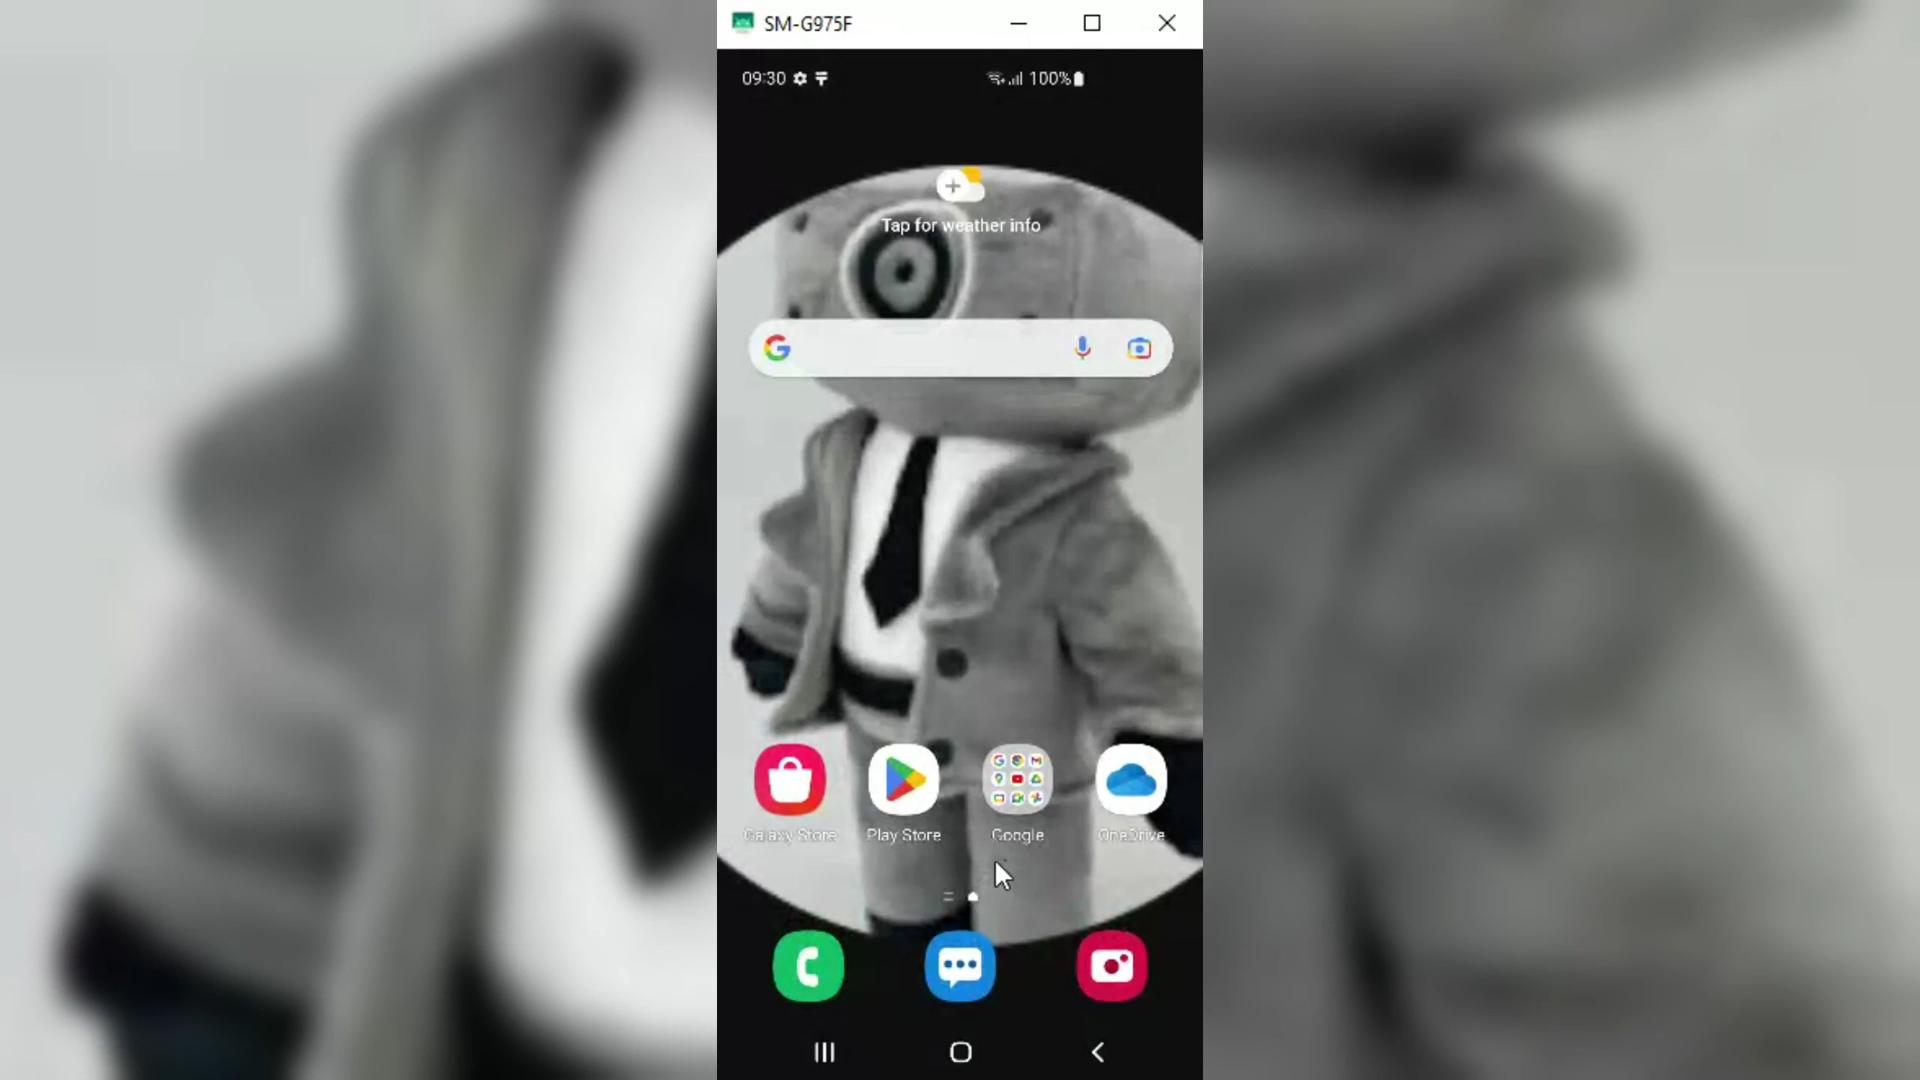 SM-G975F
09:30
100%
Tap for weather info
Galaxy Store
Play Store
Google
OneDrive